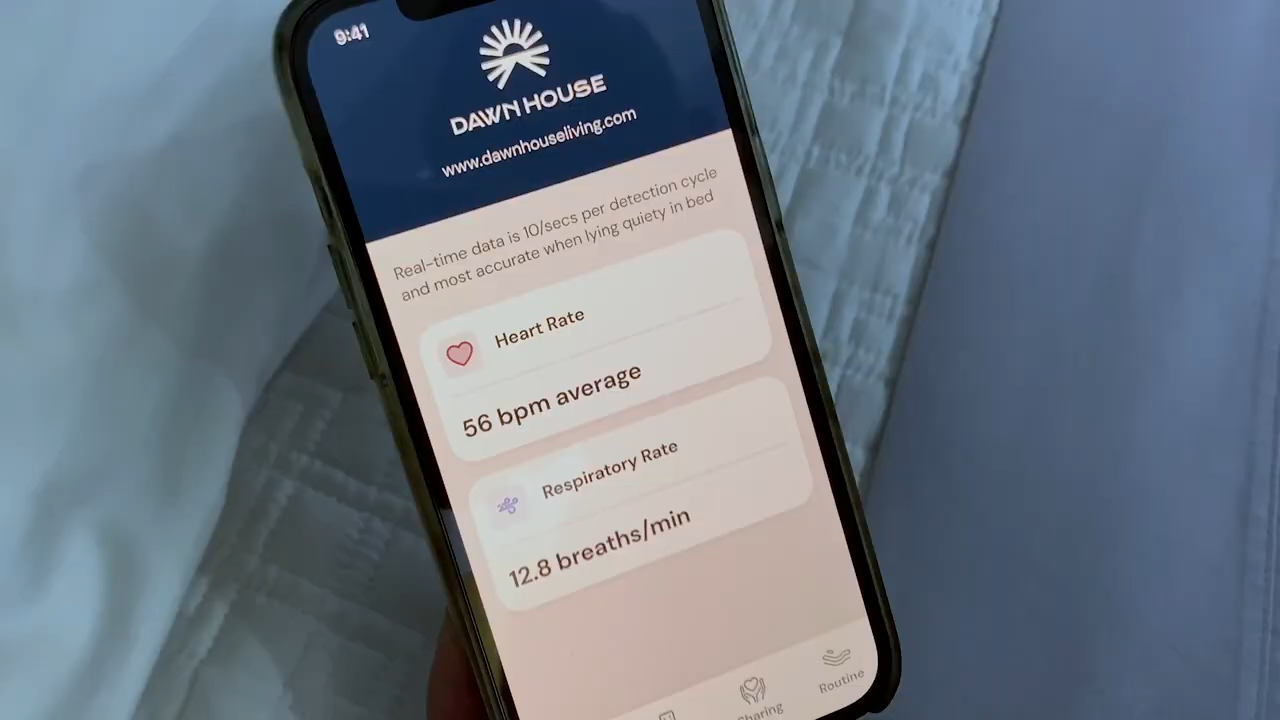 9:41
DAWN HOUSE
www.dawnhouseliving.com
Real-time data is 10/secs per detection cycle
and most accurate when lying quiety in bed
Heart Rate
56 bpm average
Respiratory Rate
12.8 breaths/min
Sharing
Routine